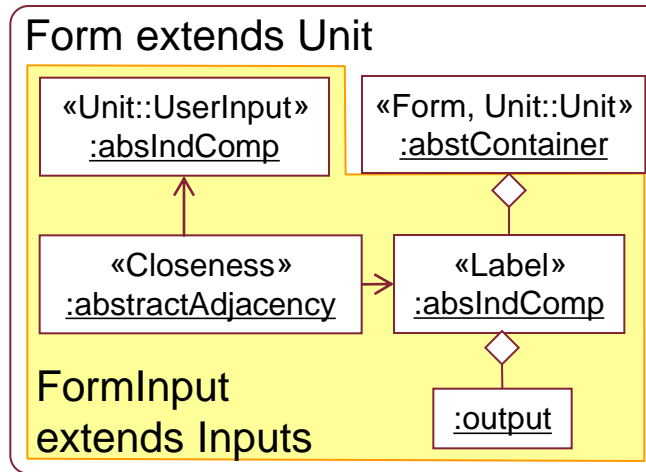 Form extends Unit
«Unit::UserInput»
:absIndComp
«Form, Unit::Unit»
:abstContainer
«Closeness»
:abstractAdjacency
«Label»
:absIndComp
FormInput
extends Inputs
:output